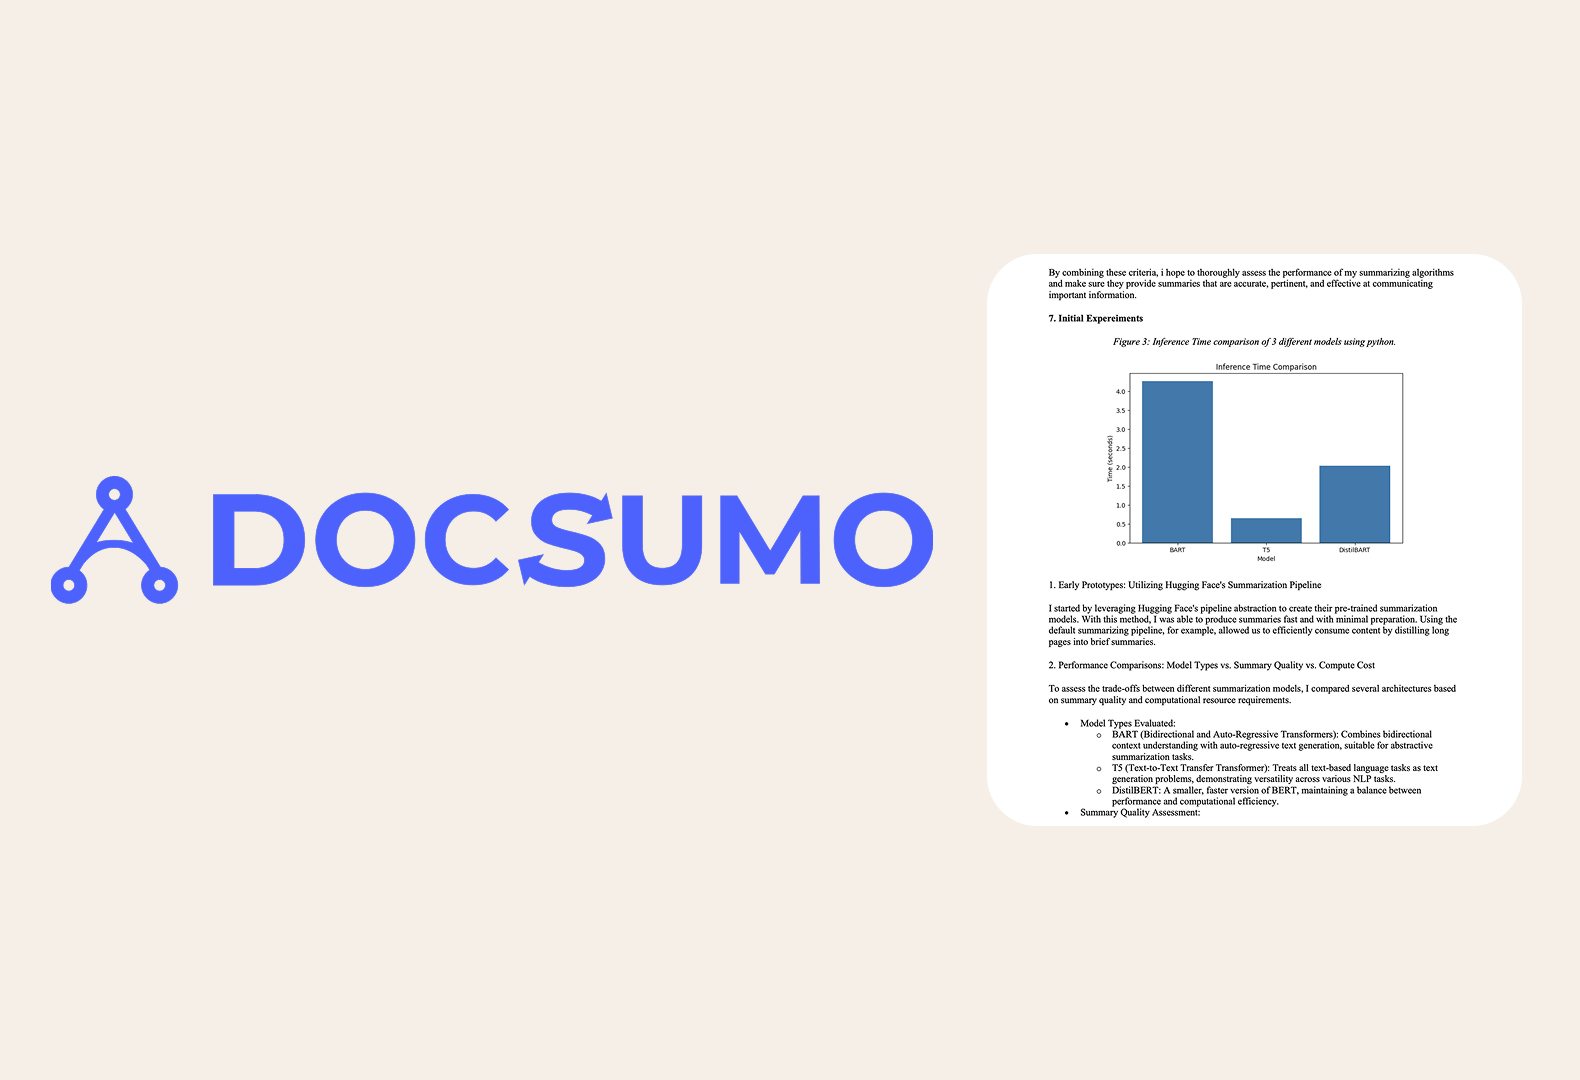 DOCSUMO
By combining these criteria, i hope to thoroughly assess the performance of my summarizing algorithms
and make sure they provide summaries that are accurate, pertinent, and effective at communicating
important information.
7. Initial Expereiments
Figure 3: Inference Time comparison of 3 different models using python.
Inference Time Comparison
4.0
3.5
3.0
2.5
2.0
1.5
1.0
0.5
0.0
Time (seconds)
BART T5 DistilBART
Model
1. Early Prototypes: Utilizing Hugging Face's Summarization Pipeline
I started by leveraging Hugging Face's pipeline abstraction to create their pre-trained summarization
models. With this method, I was able to produce summaries fast and with minimal preparation. Using the
default summarizing pipeline, for example, allowed us to efficiently consume content by distilling long
pages into brief summaries.
2. Performance Comparisons: Model Types vs. Summary Quality vs. Compute Cost
To assess the trade-offs between different summarization models, I compared several architectures based
on summary quality and computational resource requirements.
• Model Types Evaluated:
o BART (Bidirectional and Auto-Regressive Transformers): Combines bidirectional
context understanding with auto-regressive text generation, suitable for abstractive
summarization tasks.
o T5 (Text-to-Text Transfer Transformer): Treats all text-based language tasks as text
generation problems, demonstrating versatility across various NLP tasks.
o DistilBERT: A smaller, faster version of BERT, maintaining a balance between
performance and computational efficiency.
• Summary Quality Assessment: